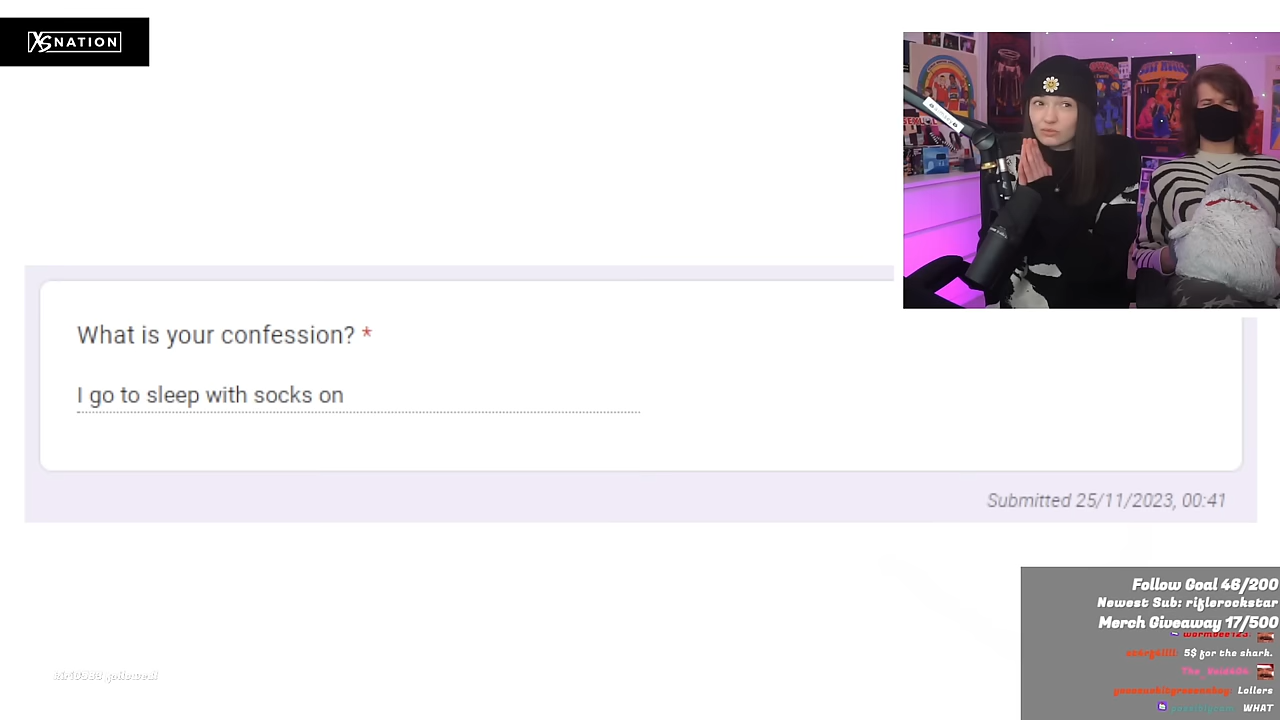 XSNATION
What is your confession? *
I go to sleep with socks on
Submitted 25/11/2023, 00:41
Follow Goal 46/200
Newest Sub: riflerockstar
Merch Giveaway 17/500
5$ for the shark.
Lollers
WHAT
followed!